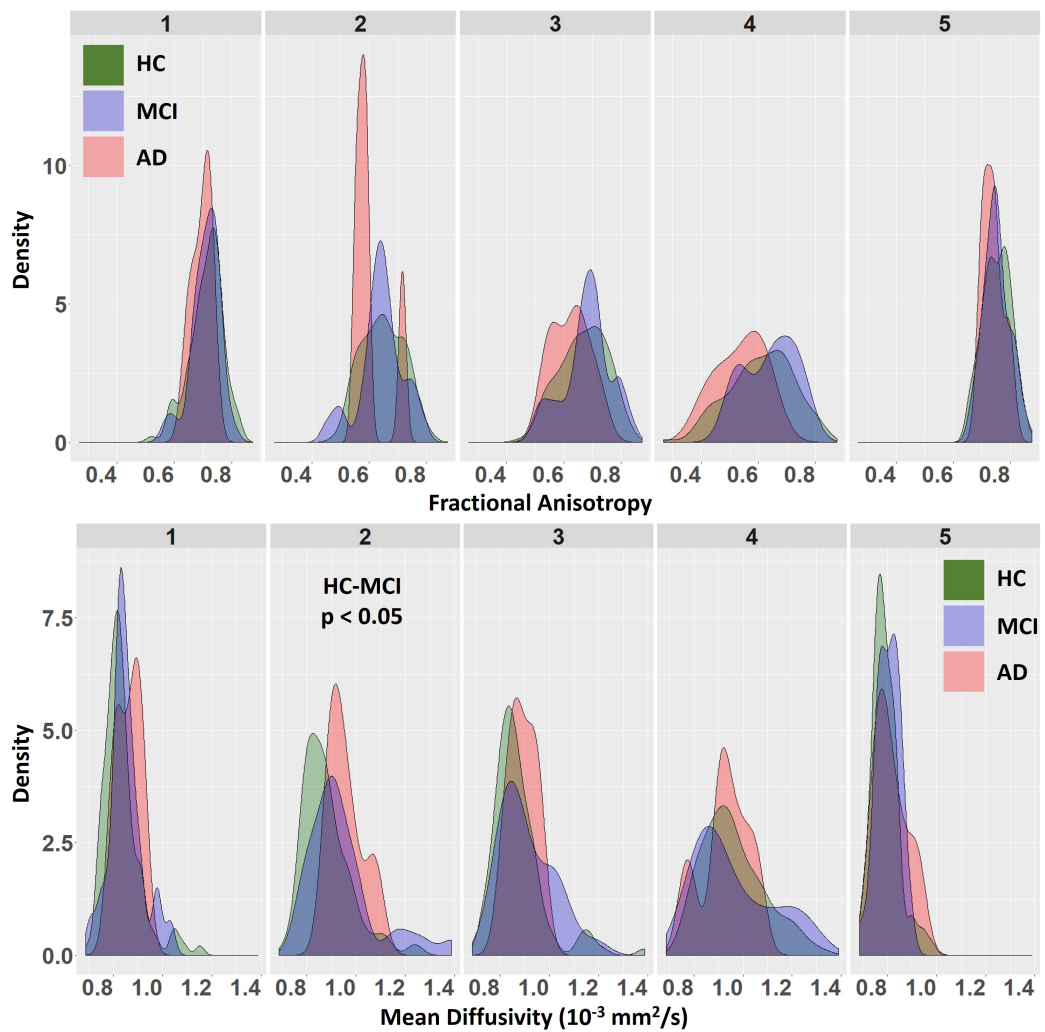 1 2 3 4 5
HC
MCI
AD
10
5
0
Density
0.4 0.6 0.8 0.4 0.6 0.8 0.4 0.6 0.8 0.4 0.6 0.8 0.4 0.6 0.8
Fractional Anisotropy
1 2 3 4 5
HC-MCI
p < 0.05
HC
MCI
AD
7.5
5.0
2.5
0.0
Density
0.8 1.0 1.2 1.4 0.8 1.0 1.2 1.4 0.8 1.0 1.2 1.4 0.8 1.0 1.2 1.4 0.8 1.0 1.2 1.4
Mean Diffusivity (10⁻³ mm²/s)